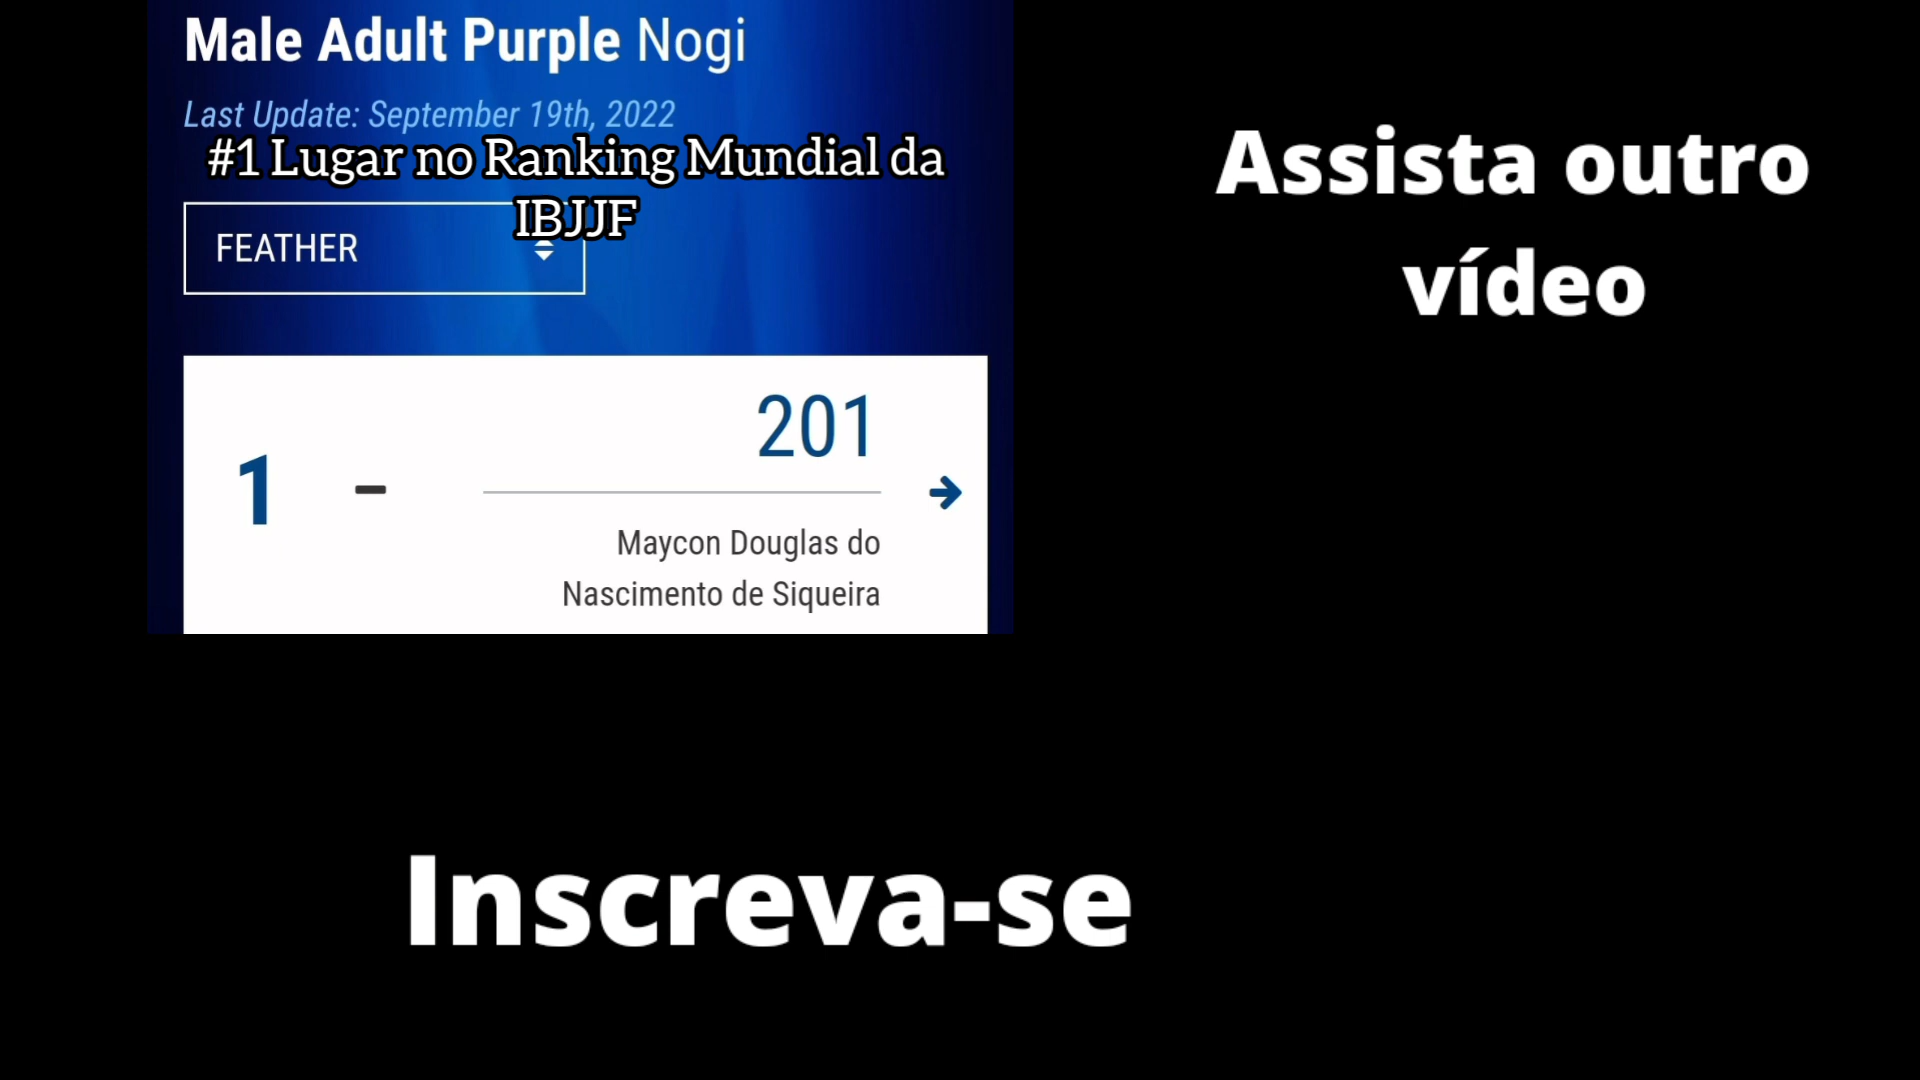 Male Adult Purple Nogi
Last Update: September 19th, 2022
#1 Lugar no Ranking Mundial da
IBJJF
FEATHER
201
1 -
Maycon Douglas do
Nascimento de Siqueira
Assista outro
vídeo
Inscreva-se